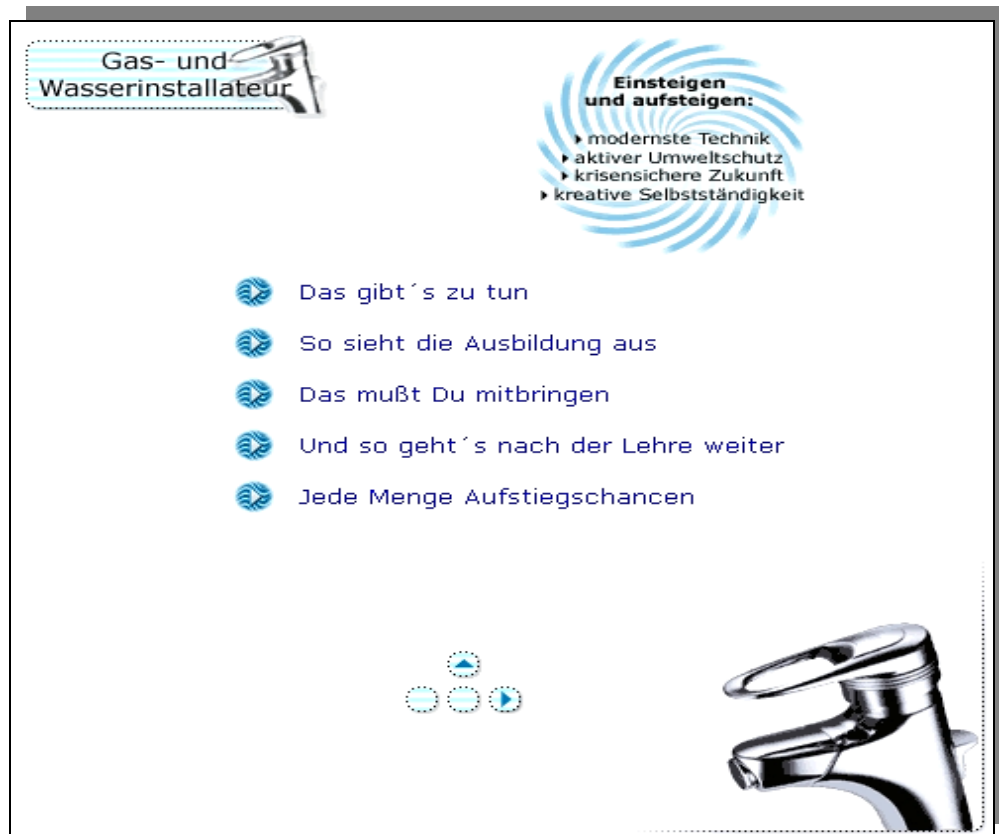 Gas- und
Wasserinstallateur
Einsteigen
und aufsteigen:
modernste Technik
aktiver Umweltschutz
krisensichere Zukunft
kreative Selbstständigkeit
Das gibt´s zu tun
So sieht die Ausbildung aus
Das mußt Du mitbringen
Und so geht´s nach der Lehre weiter
Jede Menge Aufstiegschancen